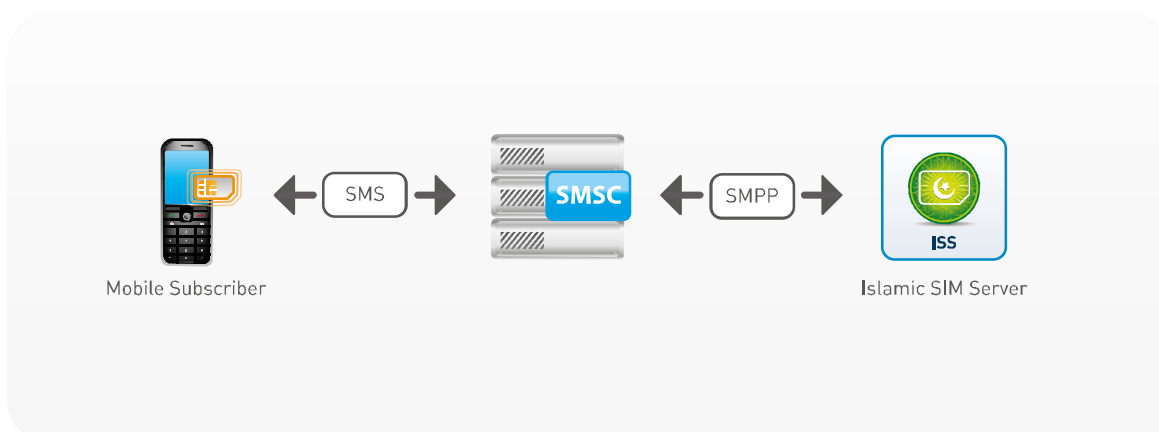 SMS
SMSC
SMPP
ISS
Mobile Subscriber
Islamic SIM Server